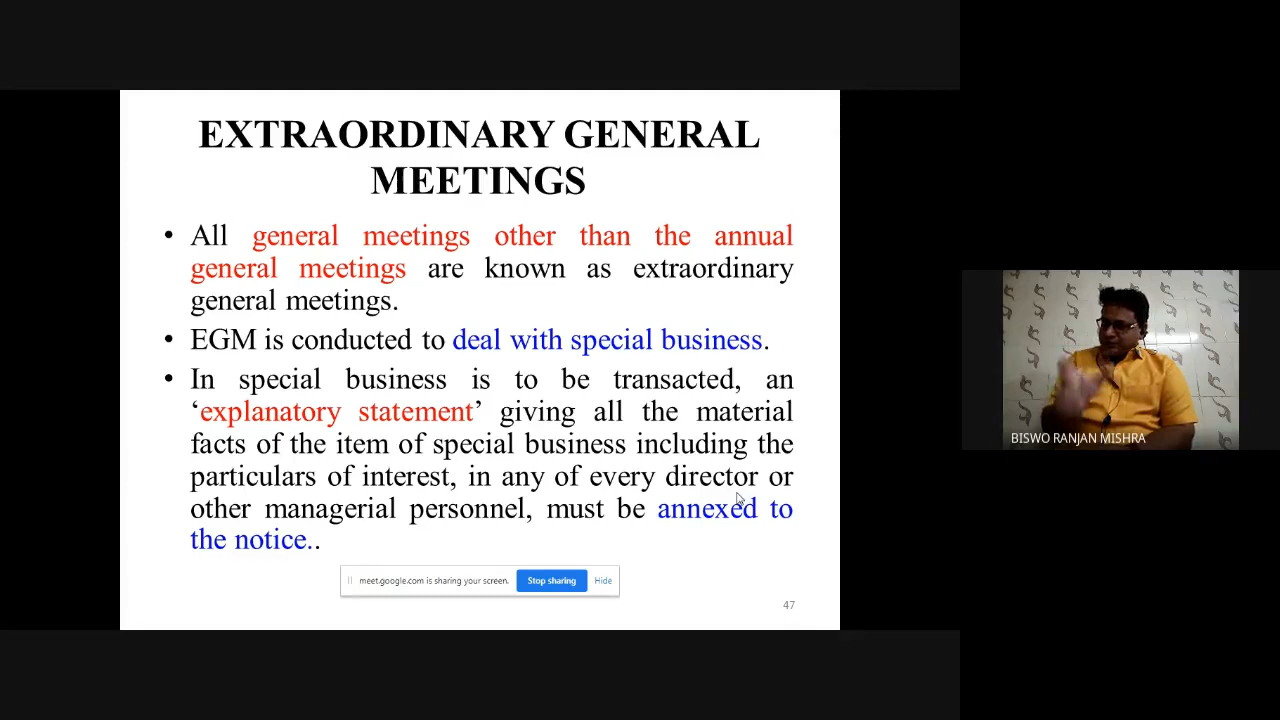 EXTRAORDINARY GENERAL
MEETINGS
• All general meetings other than the annual
general meetings are known as extraordinary
general meetings.
• EGM is conducted to deal with special business.
• In special business is to be transacted, an
‘explanatory statement’ giving all the material
facts of the item of special business including the
particulars of interest, in any of every director or
other managerial personnel, must be annexed to
the notice..
meet.google.com is sharing your screen. Stop sharing Hide
47
BISWO RANJAN MISHRA